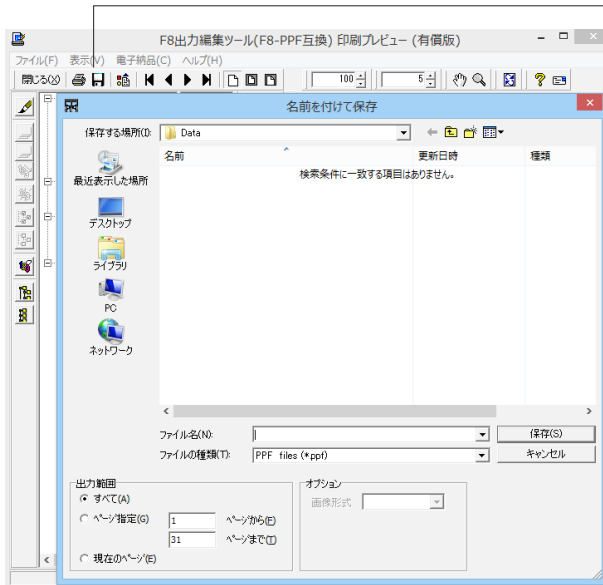 F8出力編集ツール(F8-PPF互換) 印刷プレビュー (有償版)
ファイル(F) 表示(V) 電子納品(C) ヘルプ(H)
閉じる(X) 100 5
名前を付けて保存
保存する場所(I): Data
名前 更新日時 種類
検索条件に一致する項目はありません。
最近表示した場所
デスクトップ
ライブラリ
PC
ネットワーク
ファイル名(N): 保存(S)
ファイルの種類(T): PPF files (*ppf) キャンセル
出力範囲 オプション
すべて(A) 画像形式
ページ指定(G) 1 ページから(F)
31 ページまで(T)
現在のページ(E)